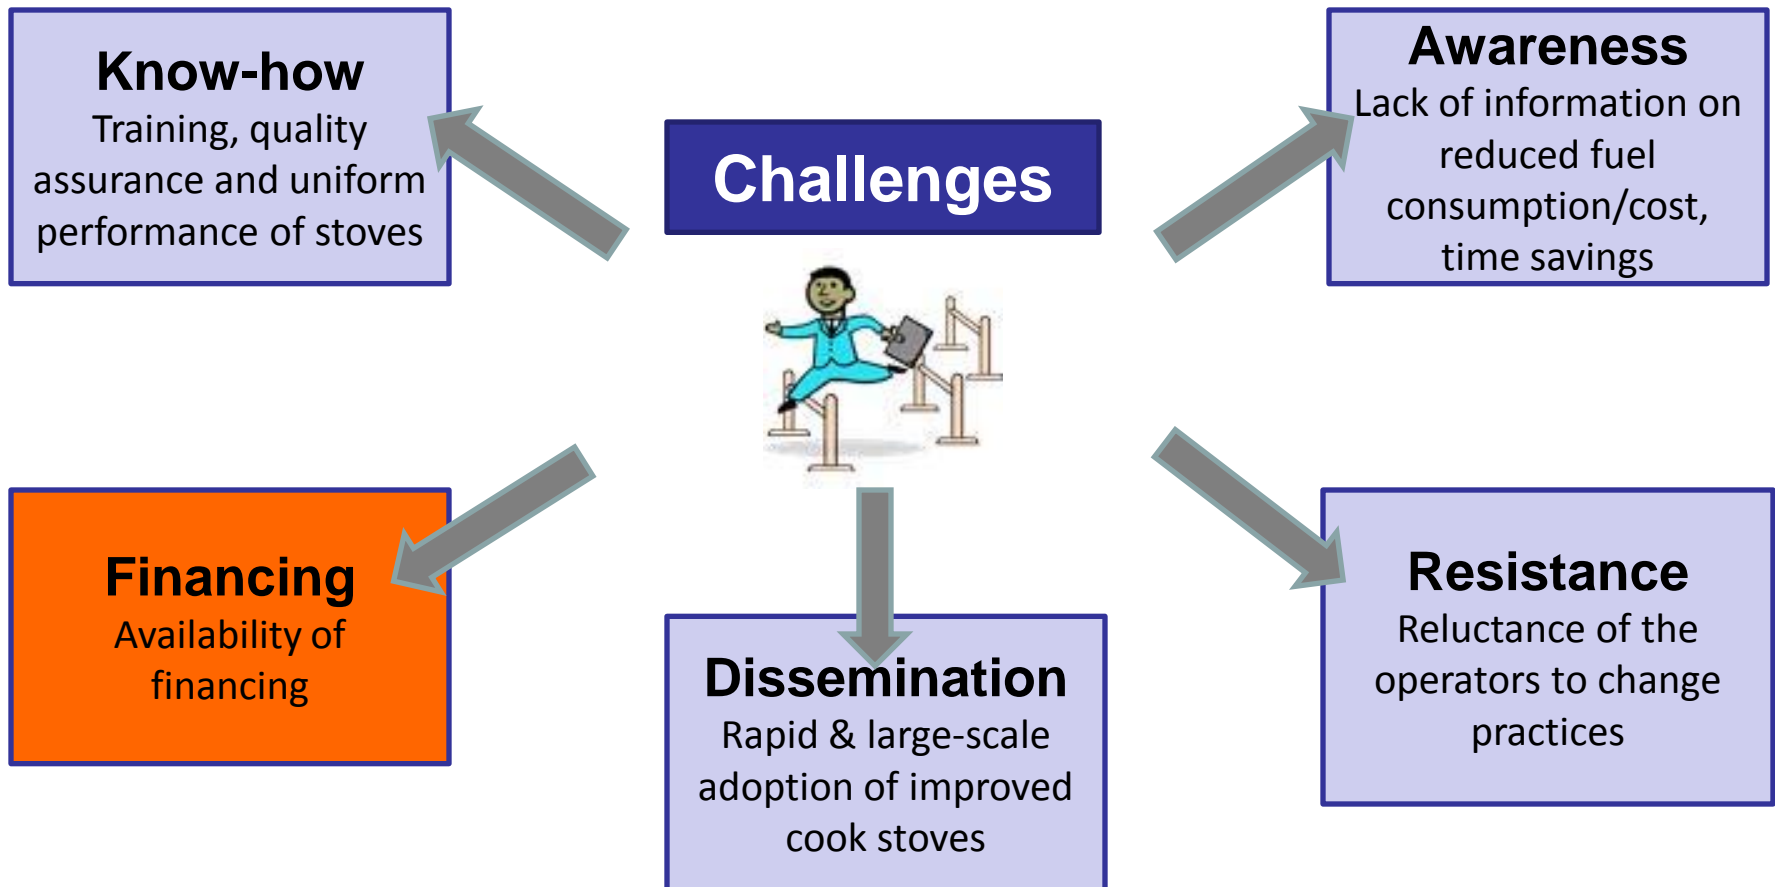 Know-how
Training, quality
assurance and uniform
performance of stoves
Challenges
Awareness
Lack of information on
reduced fuel
consumption/cost,
time savings
Financing
Availability of
financing
Dissemination
Rapid & large-scale
adoption of improved
cook stoves
Resistance
Reluctance of the
operators to change
practices